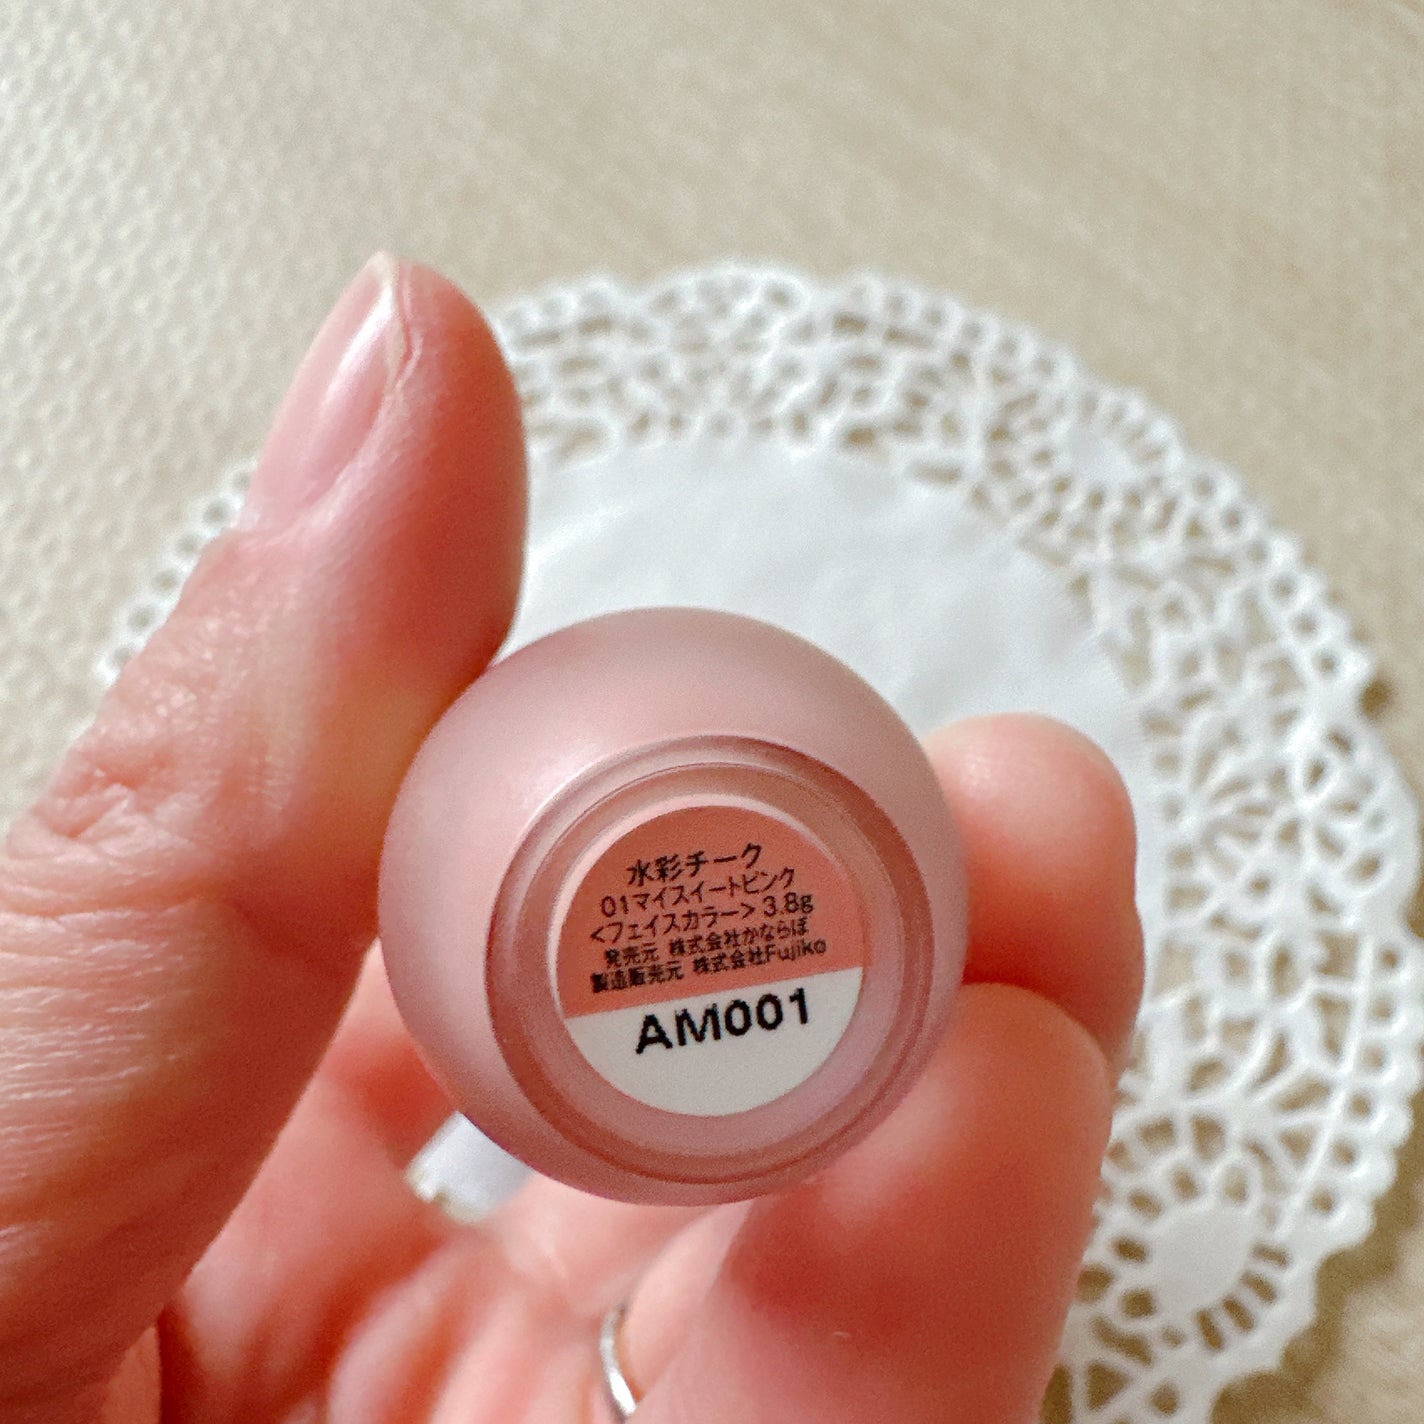 水彩チーク
01マイスイートピンク
<フェイスカラー> 3.8g
発売元 株式会社かならぼ
製造販売元 株式会社Fujiko
AM001